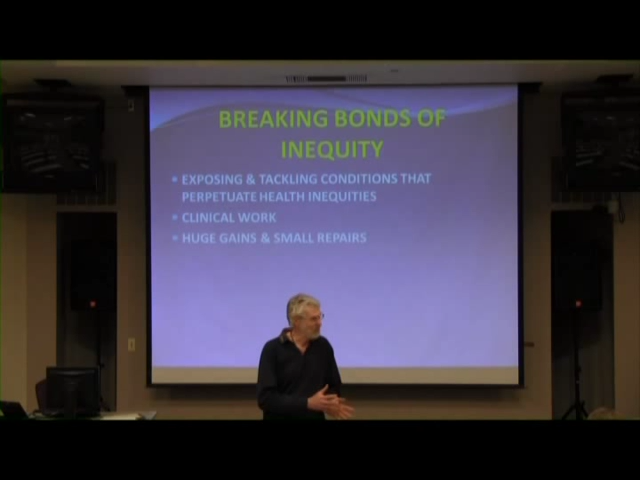 BREAKING BONDS OF
INEQUITY
• EXPOSING & TACKLING CONDITIONS THAT
PERPETUATE HEALTH INEQUITIES
• CLINICAL WORK
• HUGE GAINS & SMALL REPAIRS